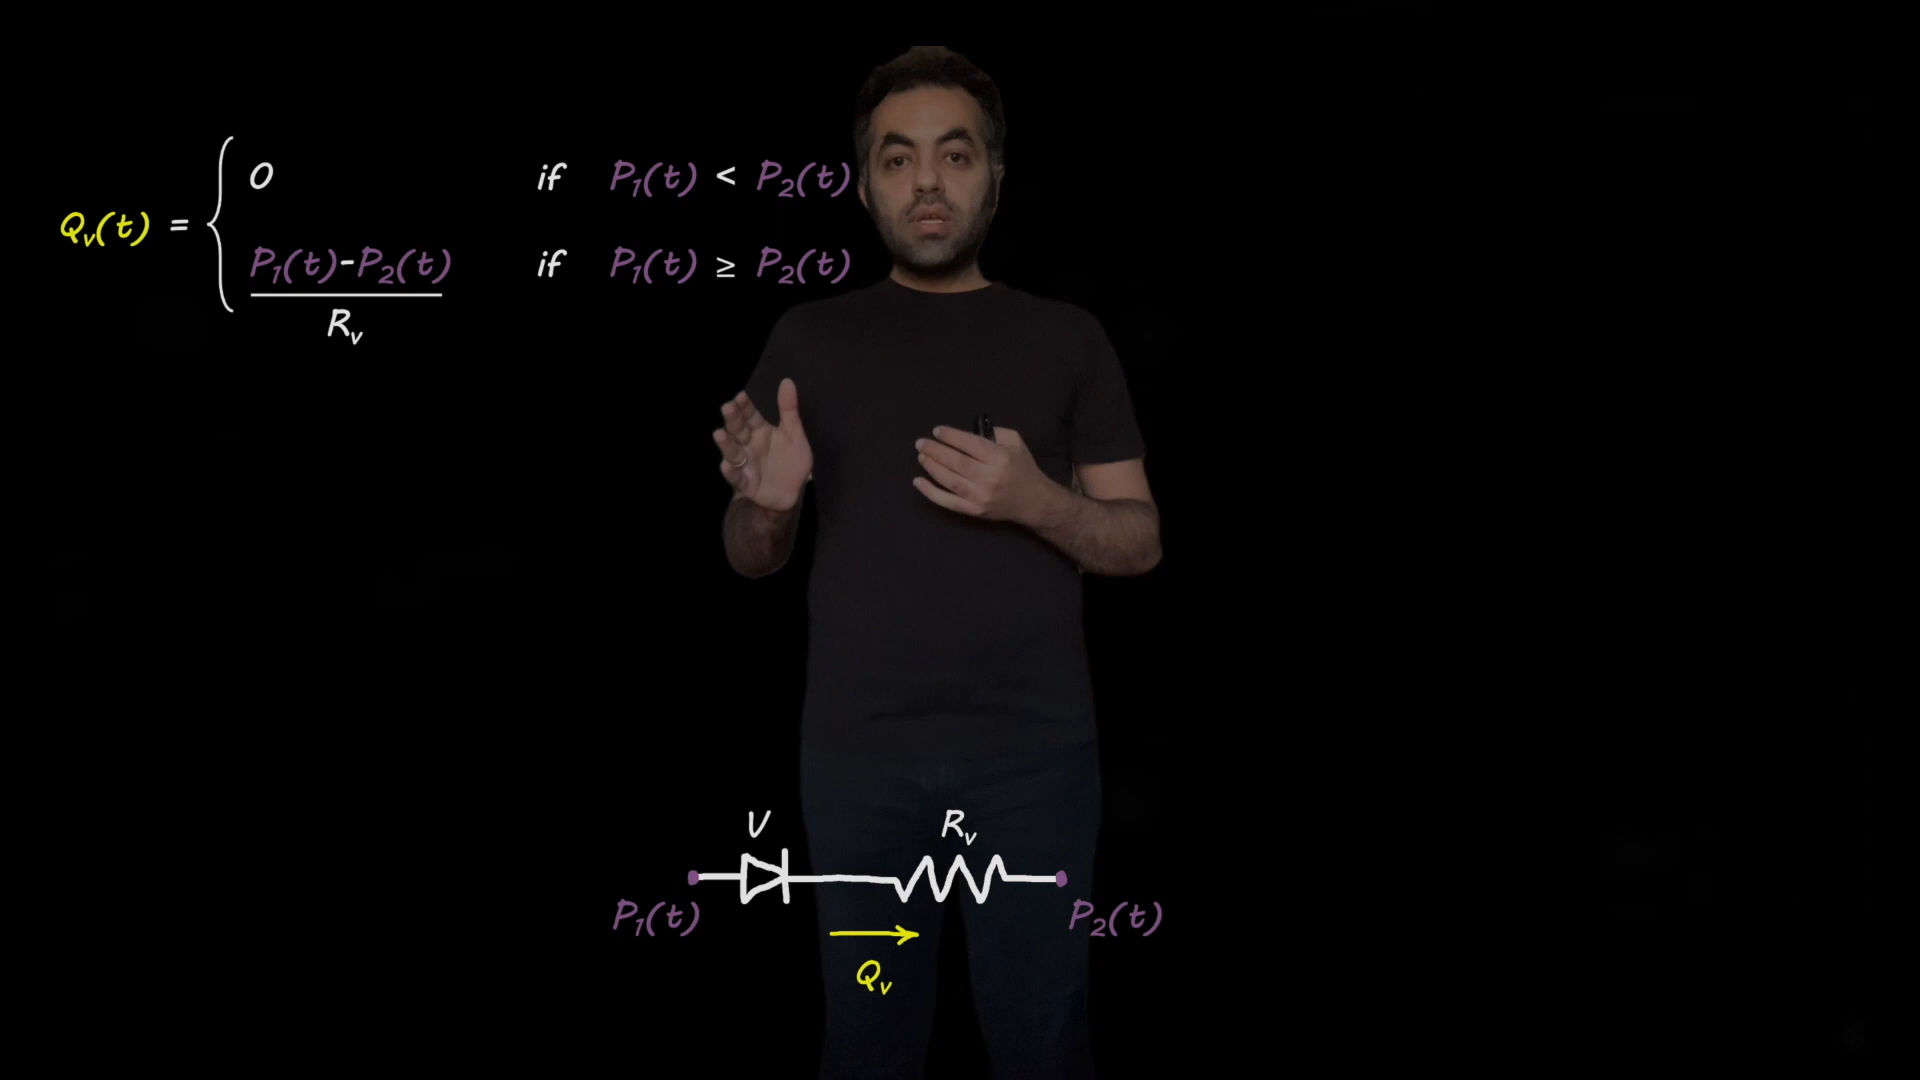 0 if P₁(t) < P₂(t)
Qᵥ(t) = {
P₁(t)-P₂(t) if P₁(t) ≥ P₂(t)
Rᵥ
V Rᵥ
P₁(t) P₂(t)
Qᵥ